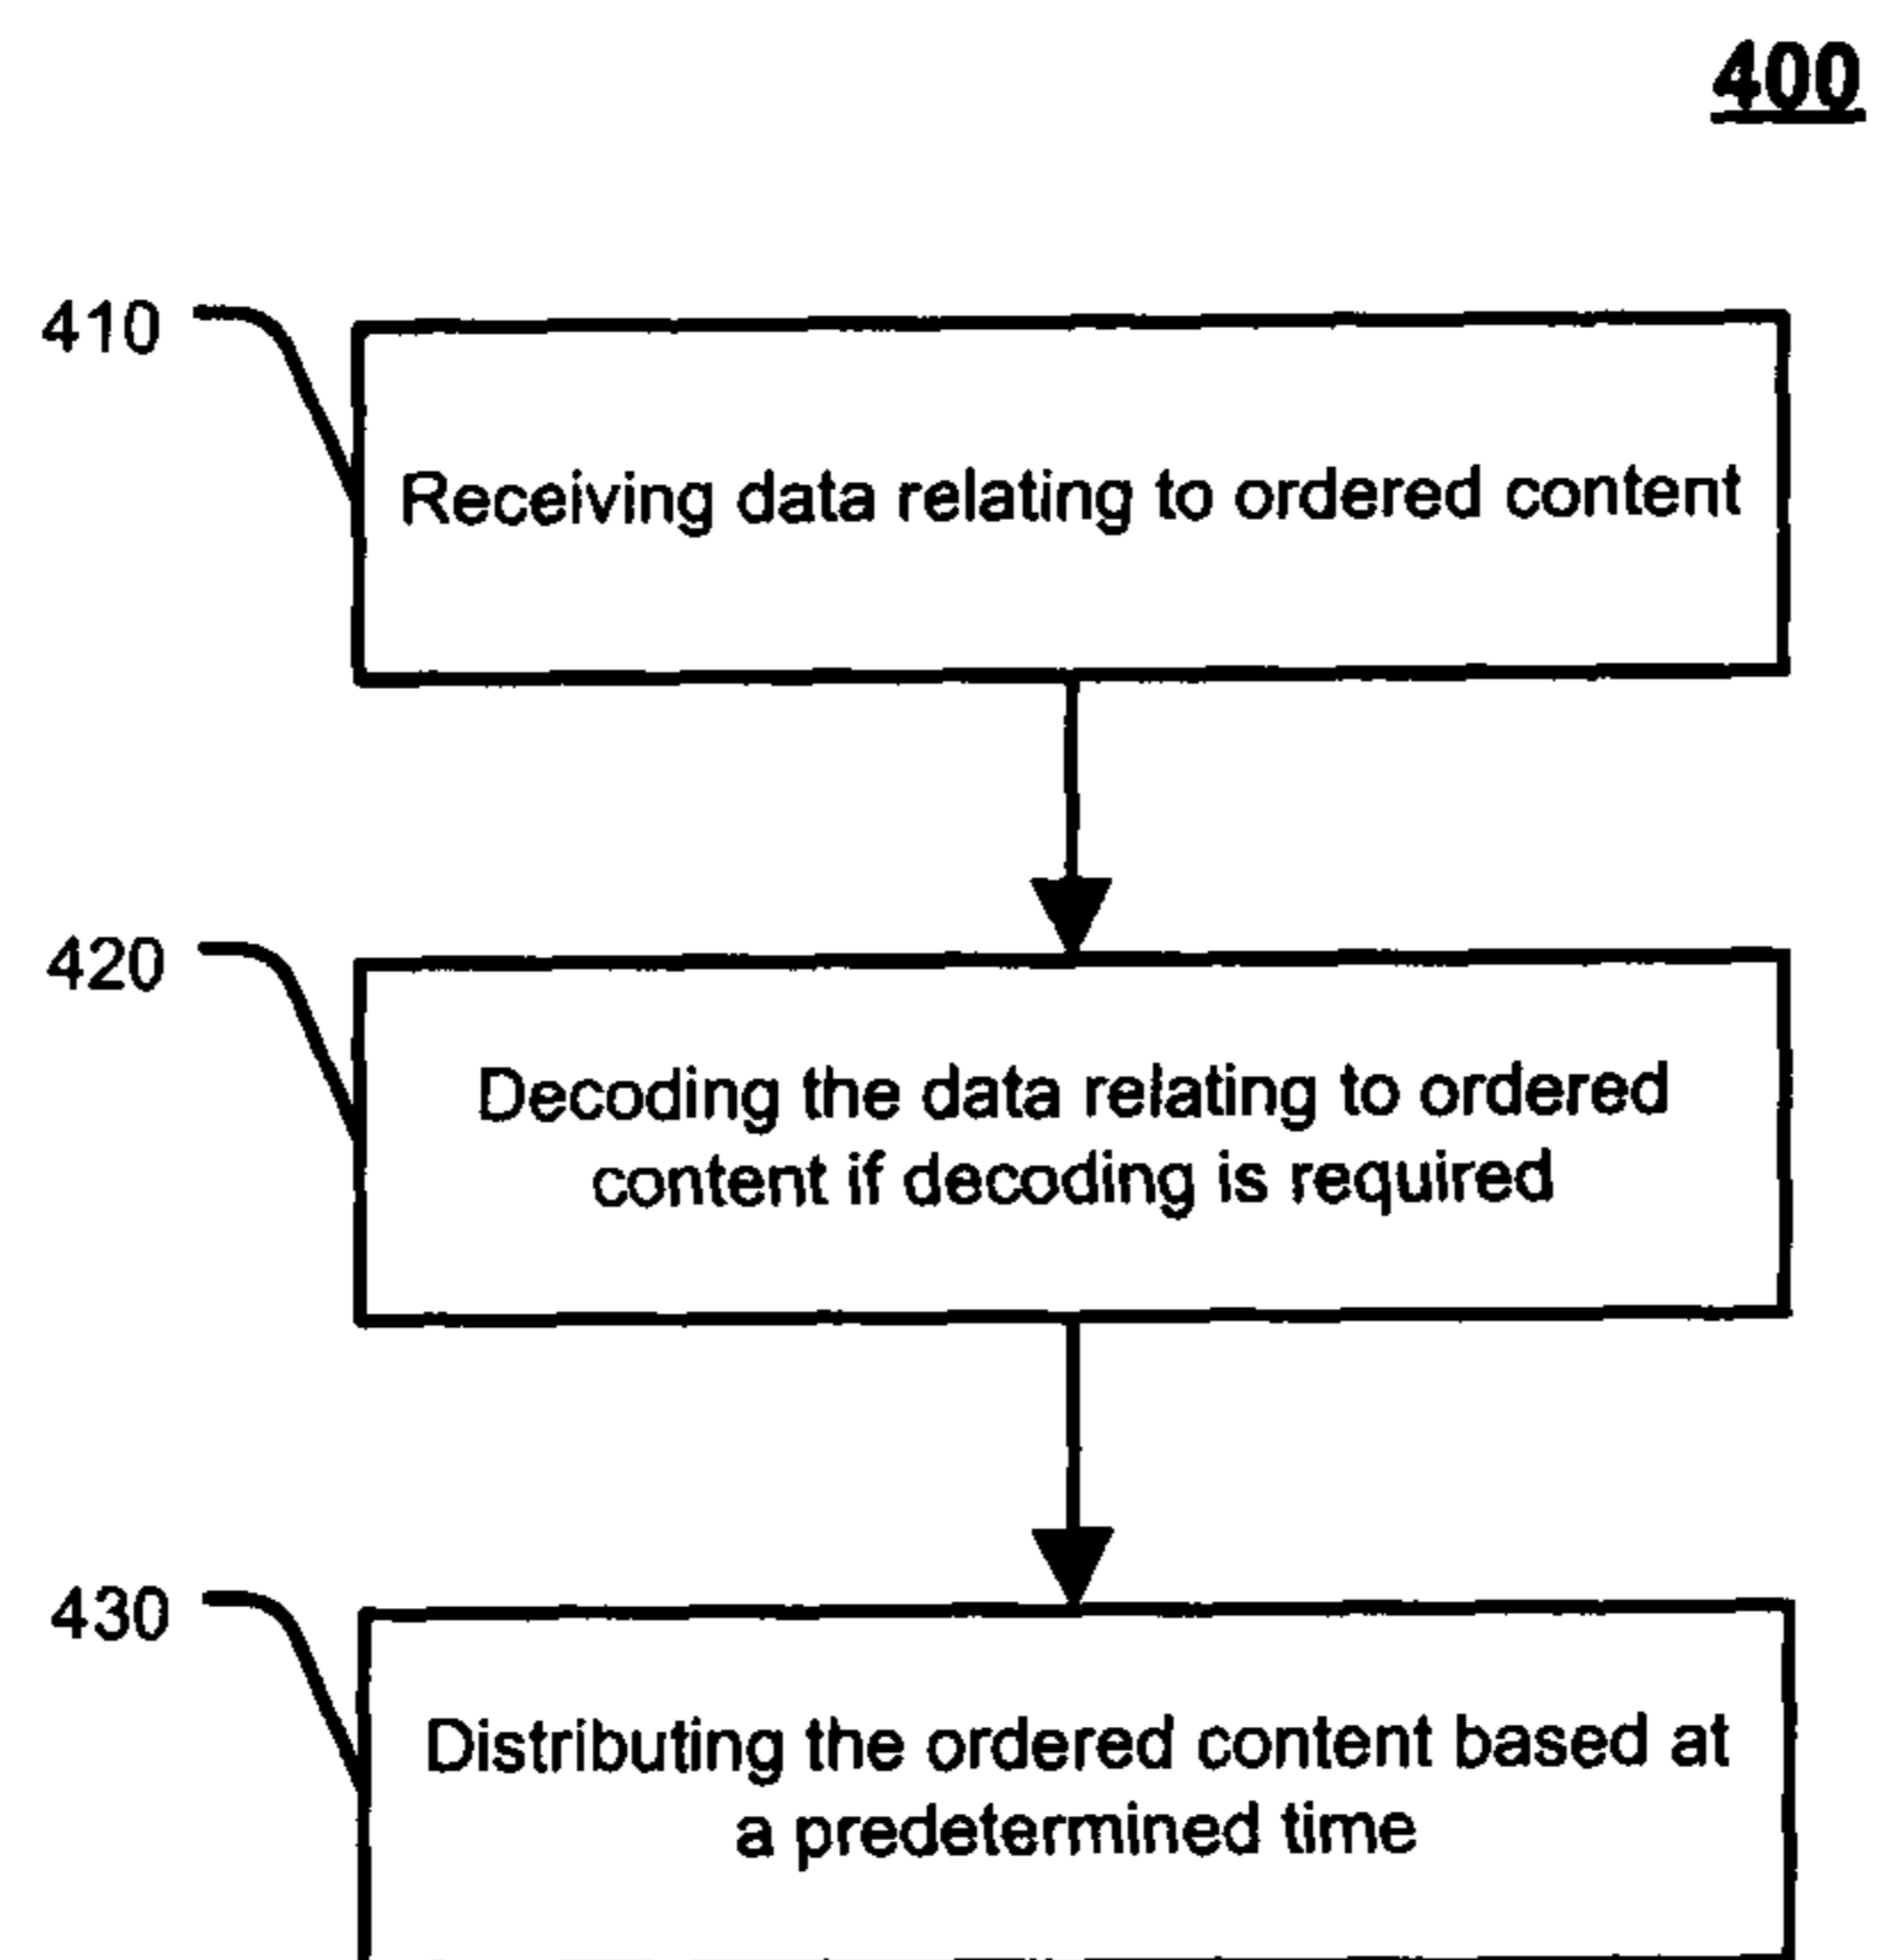 400
410
Receiving data relating to ordered content
420
Decoding the data relating to ordered
content if decoding is required
430
Distributing the ordered content based at
a predetermined time